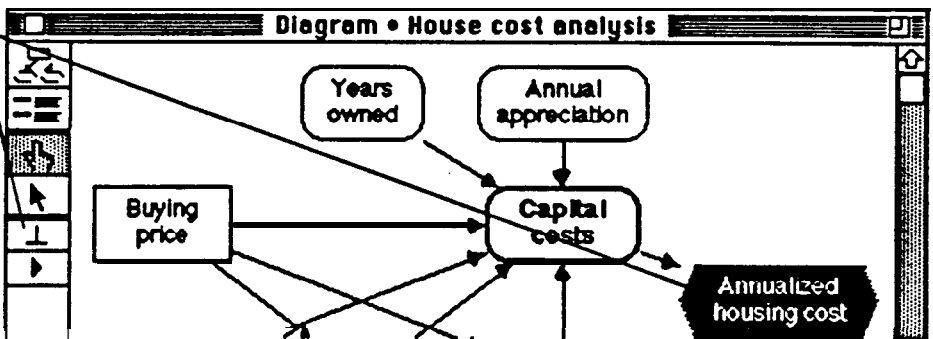 Diagram • House cost analysis
Years
owned
Annual
appreciation
Buying
price
Capital
costs
Annualized
housing cost